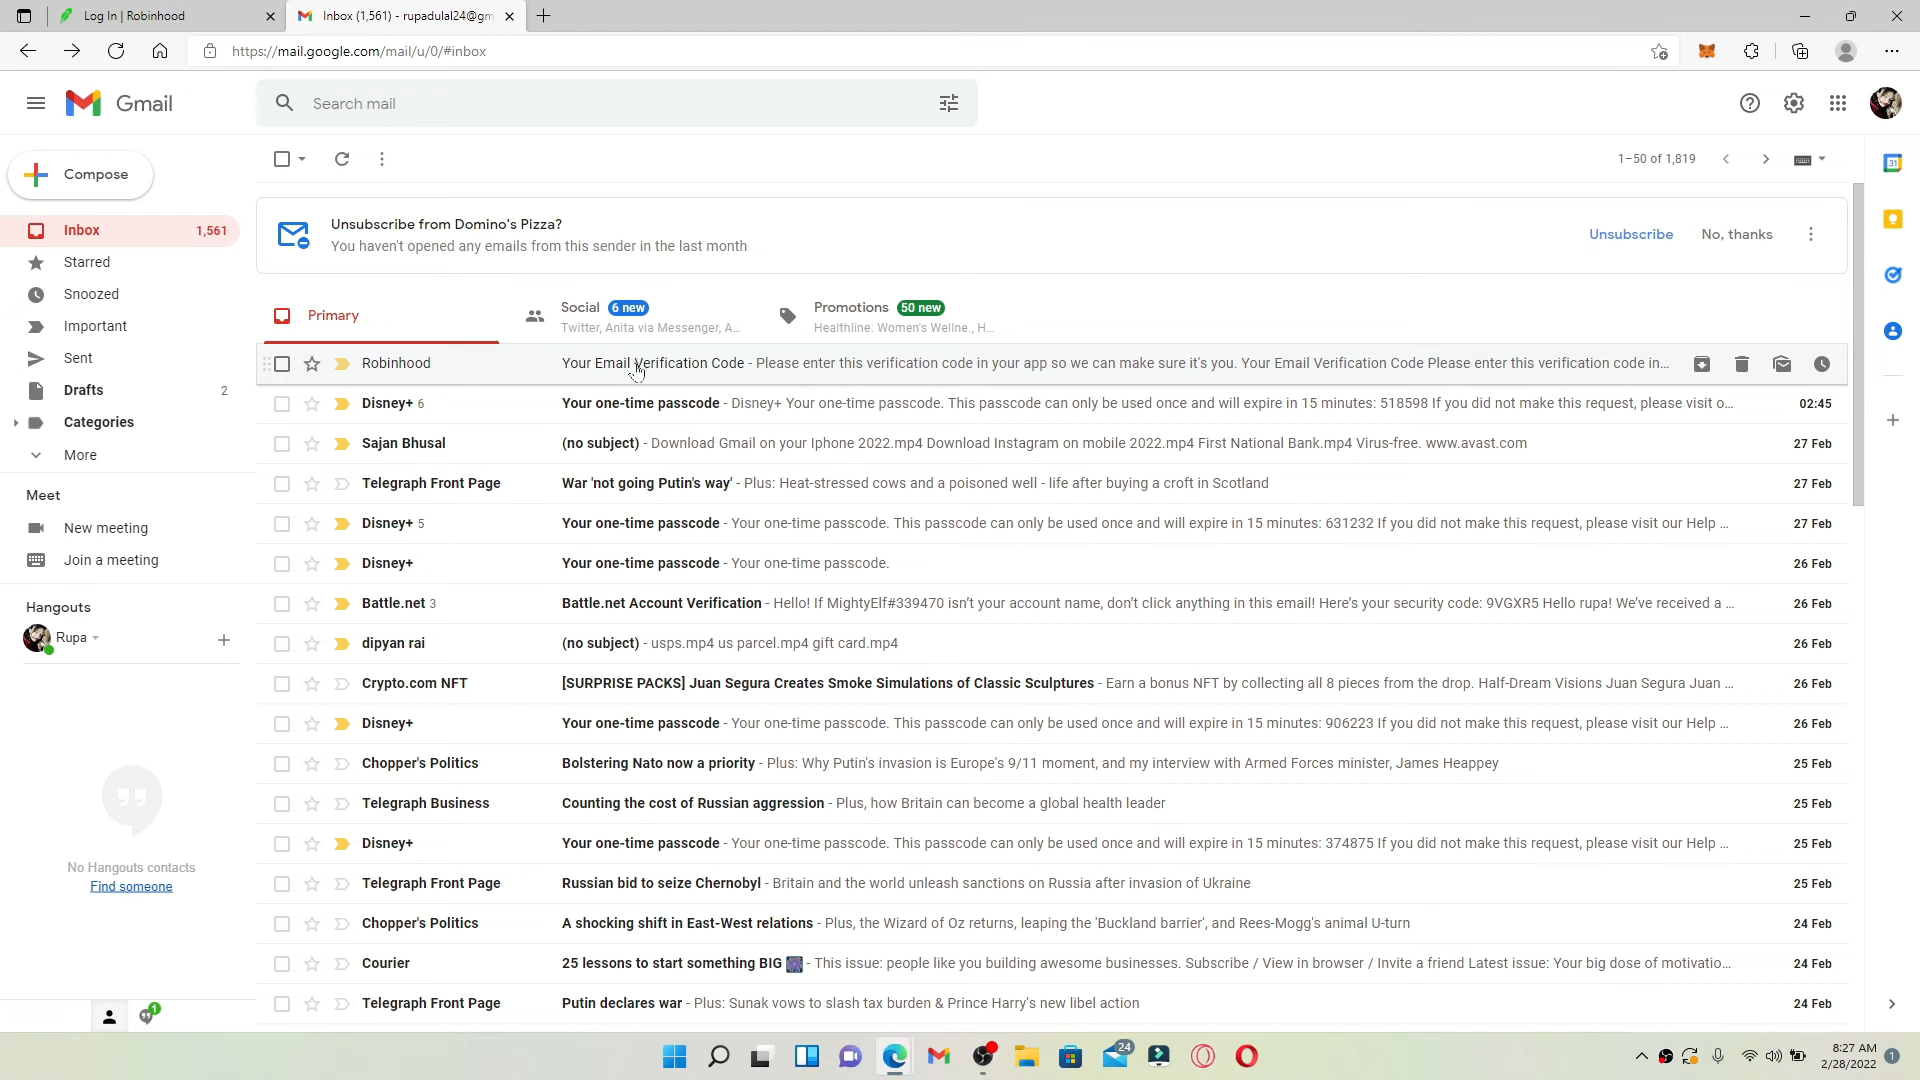 Log In | Robinhood
Inbox (1,561) - rupadulal24@gm
https://mail.google.com/mail/u/0/#inbox
Gmail
Search mail
Compose
1–50 of 1,819
Unsubscribe from Domino's Pizza?
You haven't opened any emails from this sender in the last month
Unsubscribe
No, thanks
Inbox 1,561
Starred
Snoozed
Important
Sent
Drafts 2
Categories
More
Meet
New meeting
Join a meeting
Hangouts
Rupa
No Hangouts contacts
Find someone
1
Primary
Social 6 new
Twitter, Anita via Messenger, A...
Promotions 50 new
Healthline: Women's Wellne., H...
Robinhood Your Email Verification Code - Please enter this verification code in your app so we can make sure it's you. Your Email Verification Code Please enter this verification code in...
Disney+ 6 Your one-time passcode - Disney+ Your one-time passcode. This passcode can only be used once and will expire in 15 minutes: 518598 If you did not make this request, please visit o... 02:45
Sajan Bhusal (no subject) - Download Gmail on your Iphone 2022.mp4 Download Instagram on mobile 2022.mp4 First National Bank.mp4 Virus-free. www.avast.com 27 Feb
Telegraph Front Page War 'not going Putin's way' - Plus: Heat-stressed cows and a poisoned well - life after buying a croft in Scotland 27 Feb
Disney+ 5 Your one-time passcode - Your one-time passcode. This passcode can only be used once and will expire in 15 minutes: 631232 If you did not make this request, please visit our Help ... 27 Feb
Disney+ Your one-time passcode - Your one-time passcode. 26 Feb
Battle.net 3 Battle.net Account Verification - Hello! If MightyElf#339470 isn't your account name, don't click anything in this email! Here's your security code: 9VGXR5 Hello rupa! We've received a ... 26 Feb
dipyan rai (no subject) - usps.mp4 us parcel.mp4 gift card.mp4 26 Feb
Crypto.com NFT [SURPRISE PACKS] Juan Segura Creates Smoke Simulations of Classic Sculptures - Earn a bonus NFT by collecting all 8 pieces from the drop. Half-Dream Visions Juan Segura Juan ... 26 Feb
Disney+ Your one-time passcode - Your one-time passcode. This passcode can only be used once and will expire in 15 minutes: 906223 If you did not make this request, please visit our Help ... 26 Feb
Chopper's Politics Bolstering Nato now a priority - Plus: Why Putin's invasion is Europe's 9/11 moment, and my interview with Armed Forces minister, James Heappey 25 Feb
Telegraph Business Counting the cost of Russian aggression - Plus, how Britain can become a global health leader 25 Feb
Disney+ Your one-time passcode - Your one-time passcode. This passcode can only be used once and will expire in 15 minutes: 374875 If you did not make this request, please visit our Help ... 25 Feb
Telegraph Front Page Russian bid to seize Chernobyl - Britain and the world unleash sanctions on Russia after invasion of Ukraine 25 Feb
Chopper's Politics A shocking shift in East-West relations - Plus, the Wizard of Oz returns, leaping the 'Buckland barrier', and Rees-Mogg's animal U-turn 24 Feb
Courier 25 lessons to start something BIG - This issue: people like you building awesome businesses. Subscribe / View in browser / Invite a friend Latest issue: Your big dose of motivatio... 24 Feb
Telegraph Front Page Putin declares war - Plus: Sunak vows to slash tax burden & Prince Harry's new libel action 24 Feb
31
24
8:27 AM
2/28/2022
1